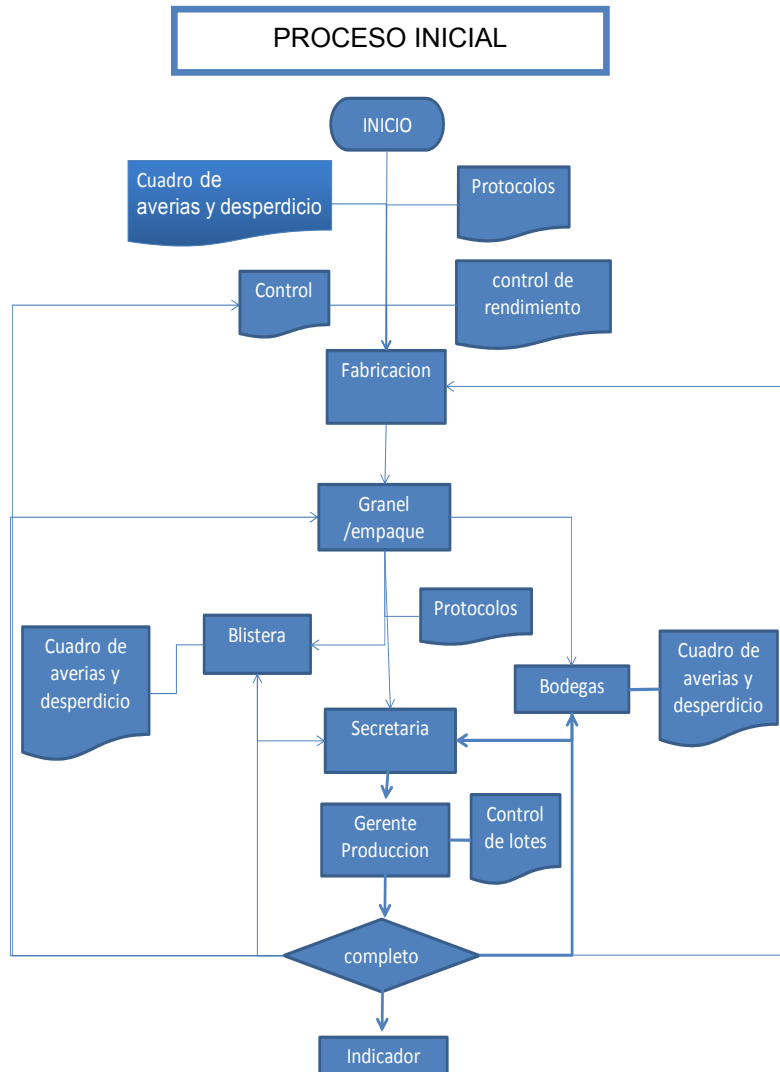 PROCESO INICIAL
INICIO
Cuadro de
averias y desperdicio
Protocolos
Control
control de
rendimiento
Fabricacion
Granel
/empaque
Protocolos
Blistera
Cuadro de
averias y
desperdicio
Bodegas
Cuadro de
averias y
desperdicio
Secretaria
Gerente
Produccion
Control
de lotes
completo
Indicador